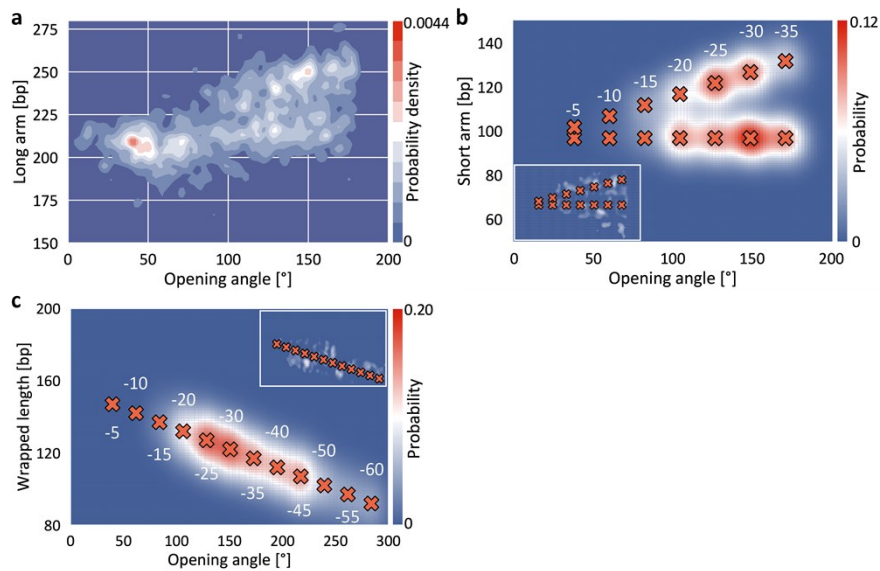 a
275
250
225
200
175
150
Long arm [bp]
0 50 100 150 200
Opening angle [°]
0.0044
Probability density
0
b
140
120
100
80
60
Short arm [bp]
-5 -10 -15 -20 -25 -30 -35
0 50 100 150 200
Opening angle [°]
0.12
Probability
0
c
200
160
120
80
Wrapped length [bp]
-10 -20 -30 -40 -50 -60
-5 -15 -25 -35 -45 -55
0 50 100 150 200 250 300
Opening angle [°]
0.20
Probability
0